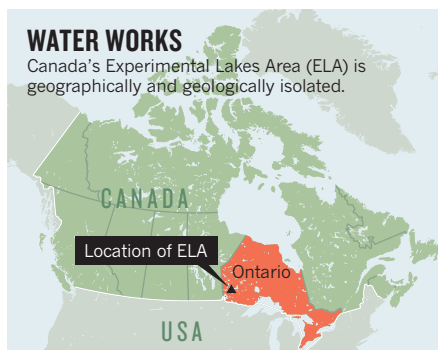 WATER WORKS
Canada’s Experimental Lakes Area (ELA) is
geographically and geologically isolated.
CANADA
Location of ELA
Ontario
USA